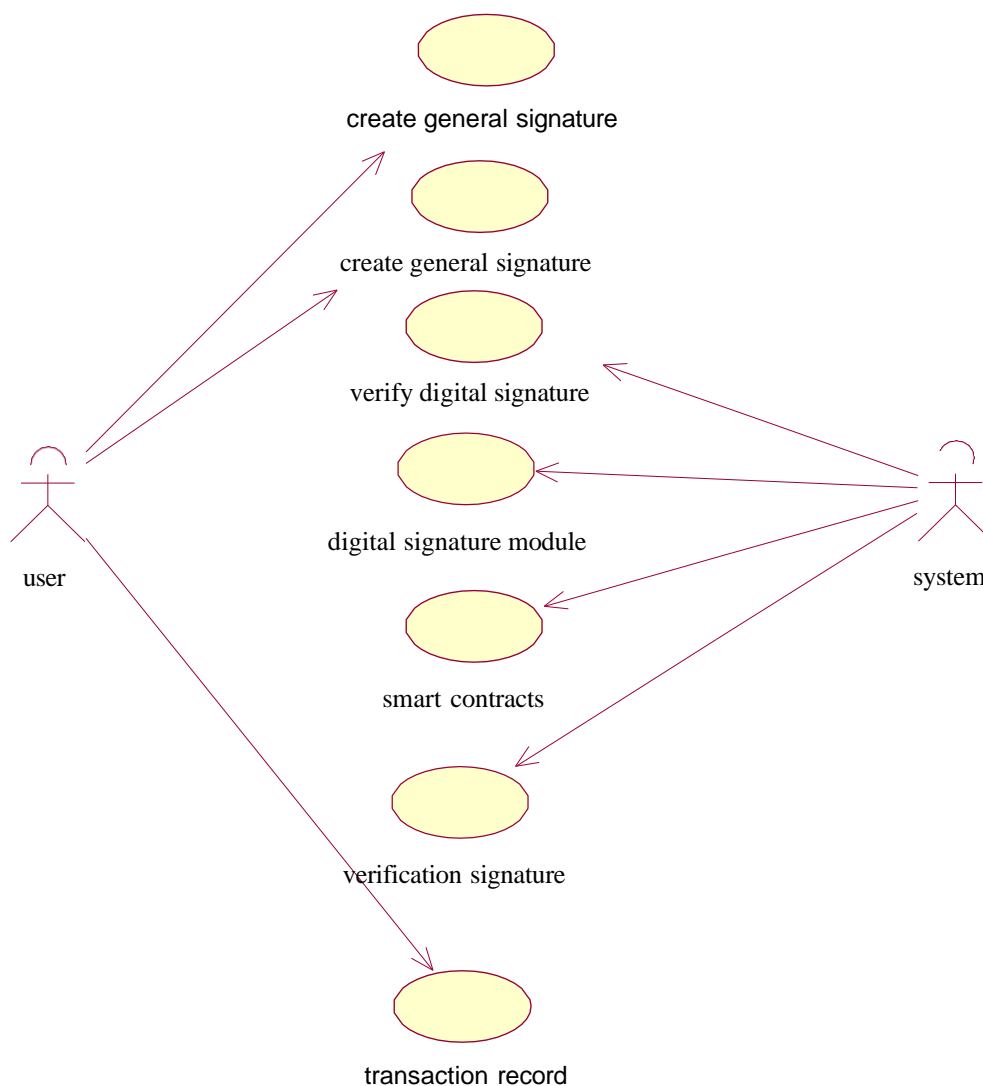 create general signature
create general signature
verify digital signature
digital signature module
user
system
smart contracts
verification signature
transaction record